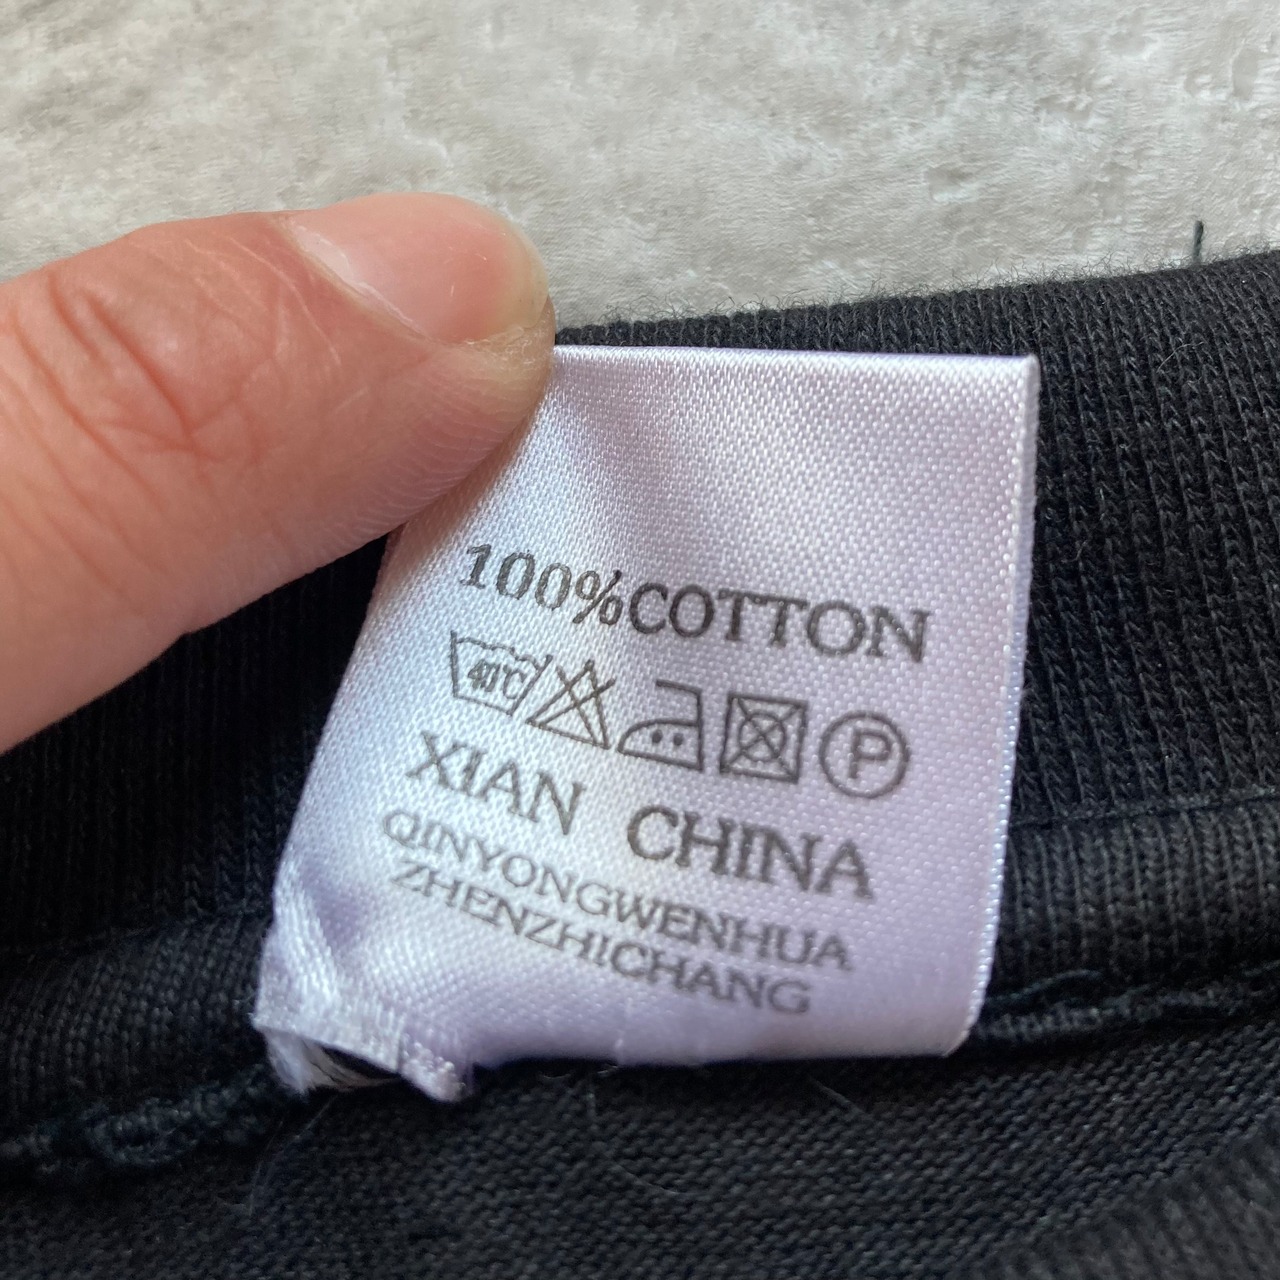 100%COTTON
40°C P
XIAN CHINA
QINYONGWENHUA
ZHENZHICHANG